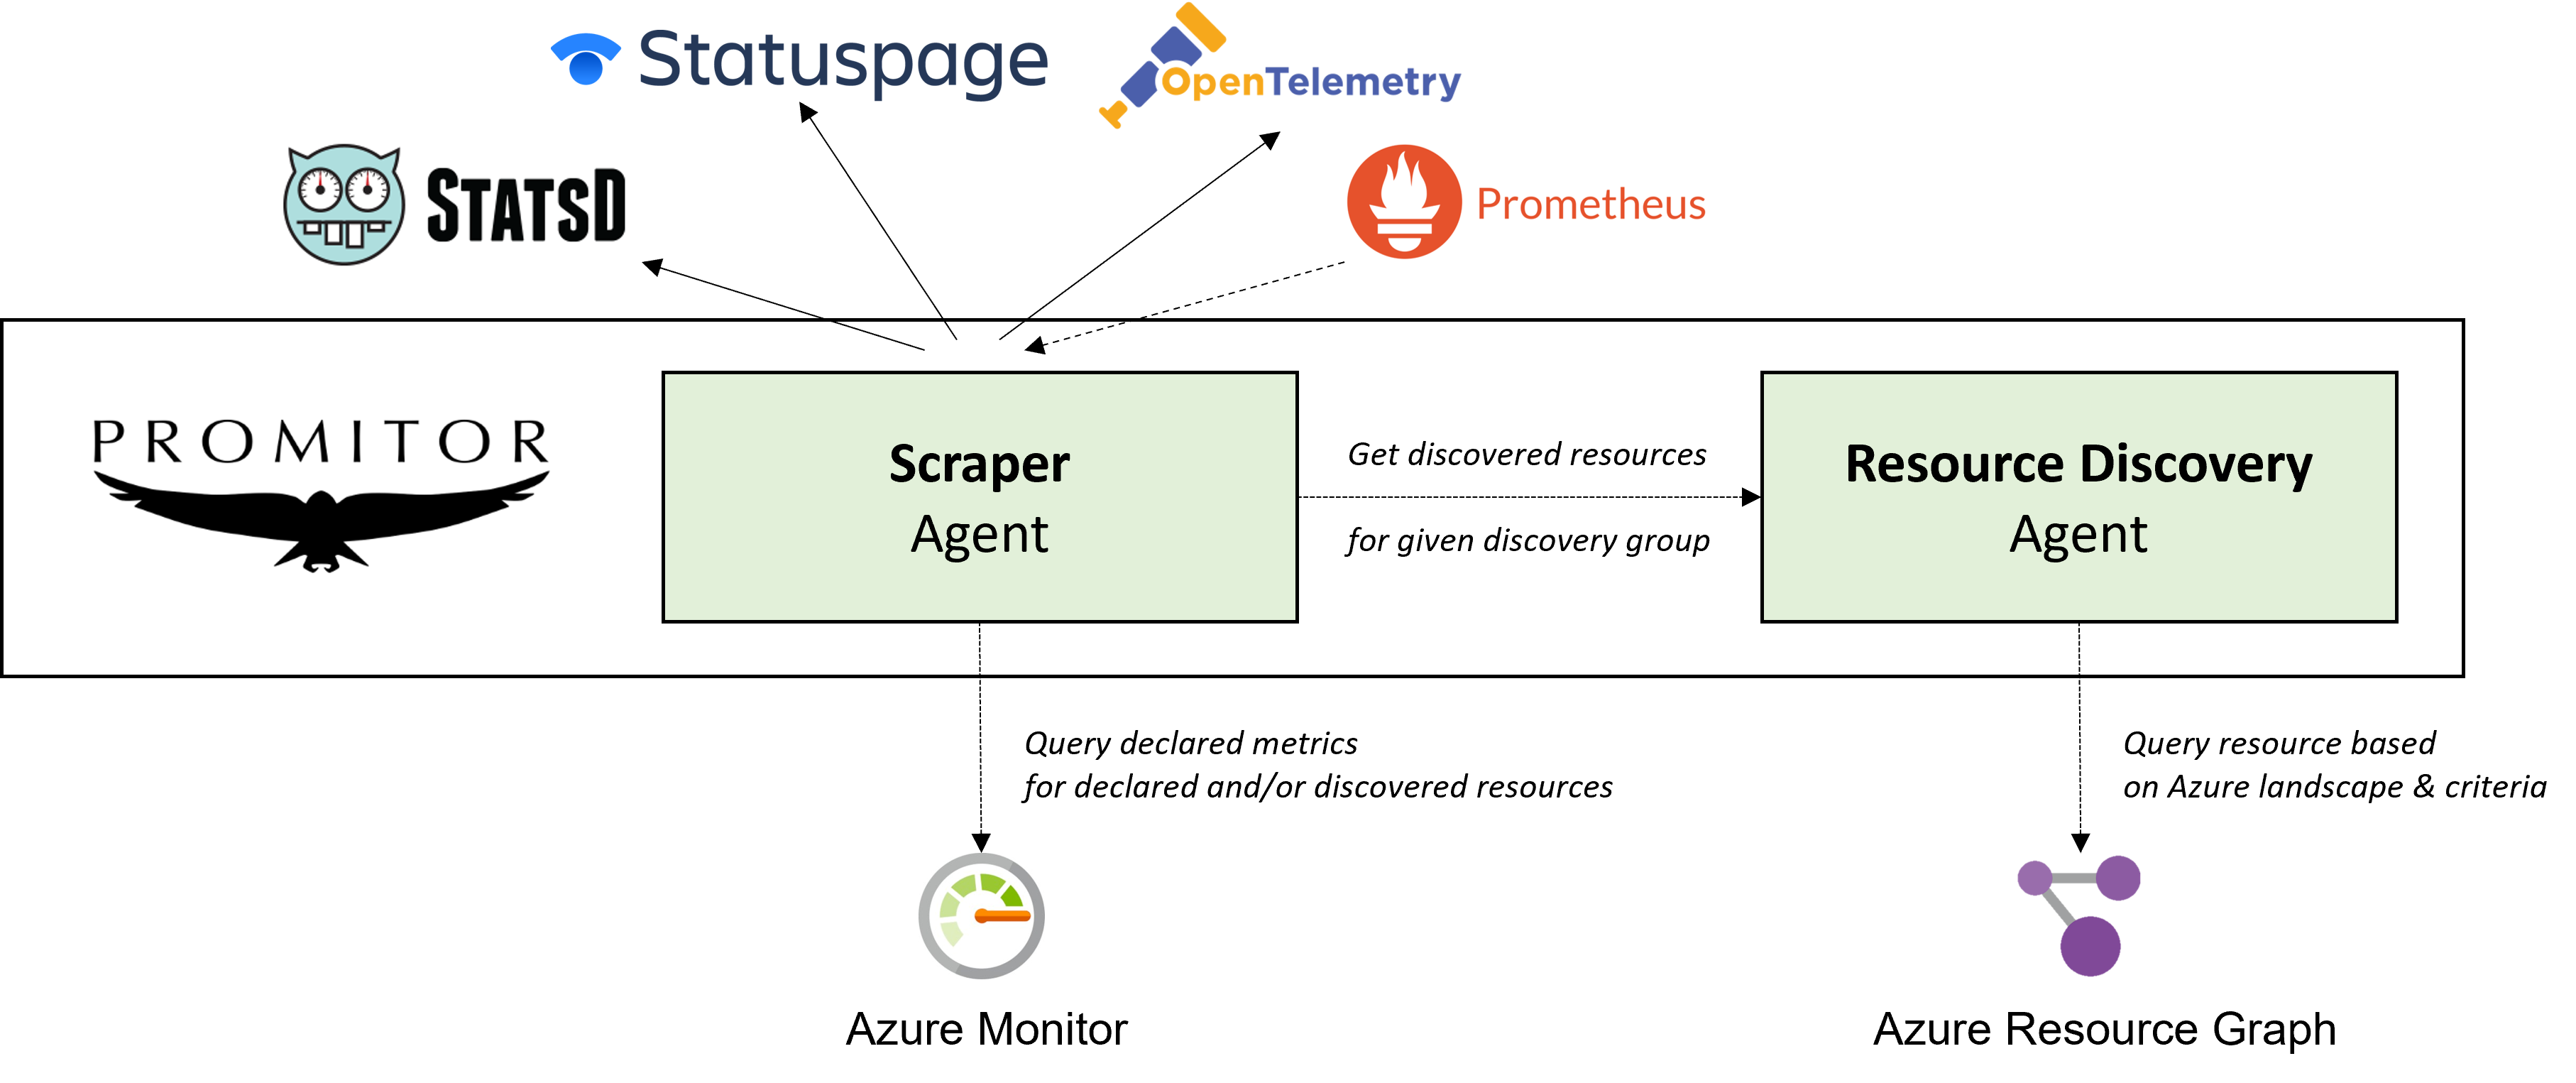 Statuspage
OpenTelemetry
STATSD
Prometheus
PROMITOR
Scraper
Agent
Get discovered resources
for given discovery group
Resource Discovery
Agent
Query declared metrics
for declared and/or discovered resources
Query resource based
on Azure landscape & criteria
Azure Monitor
Azure Resource Graph